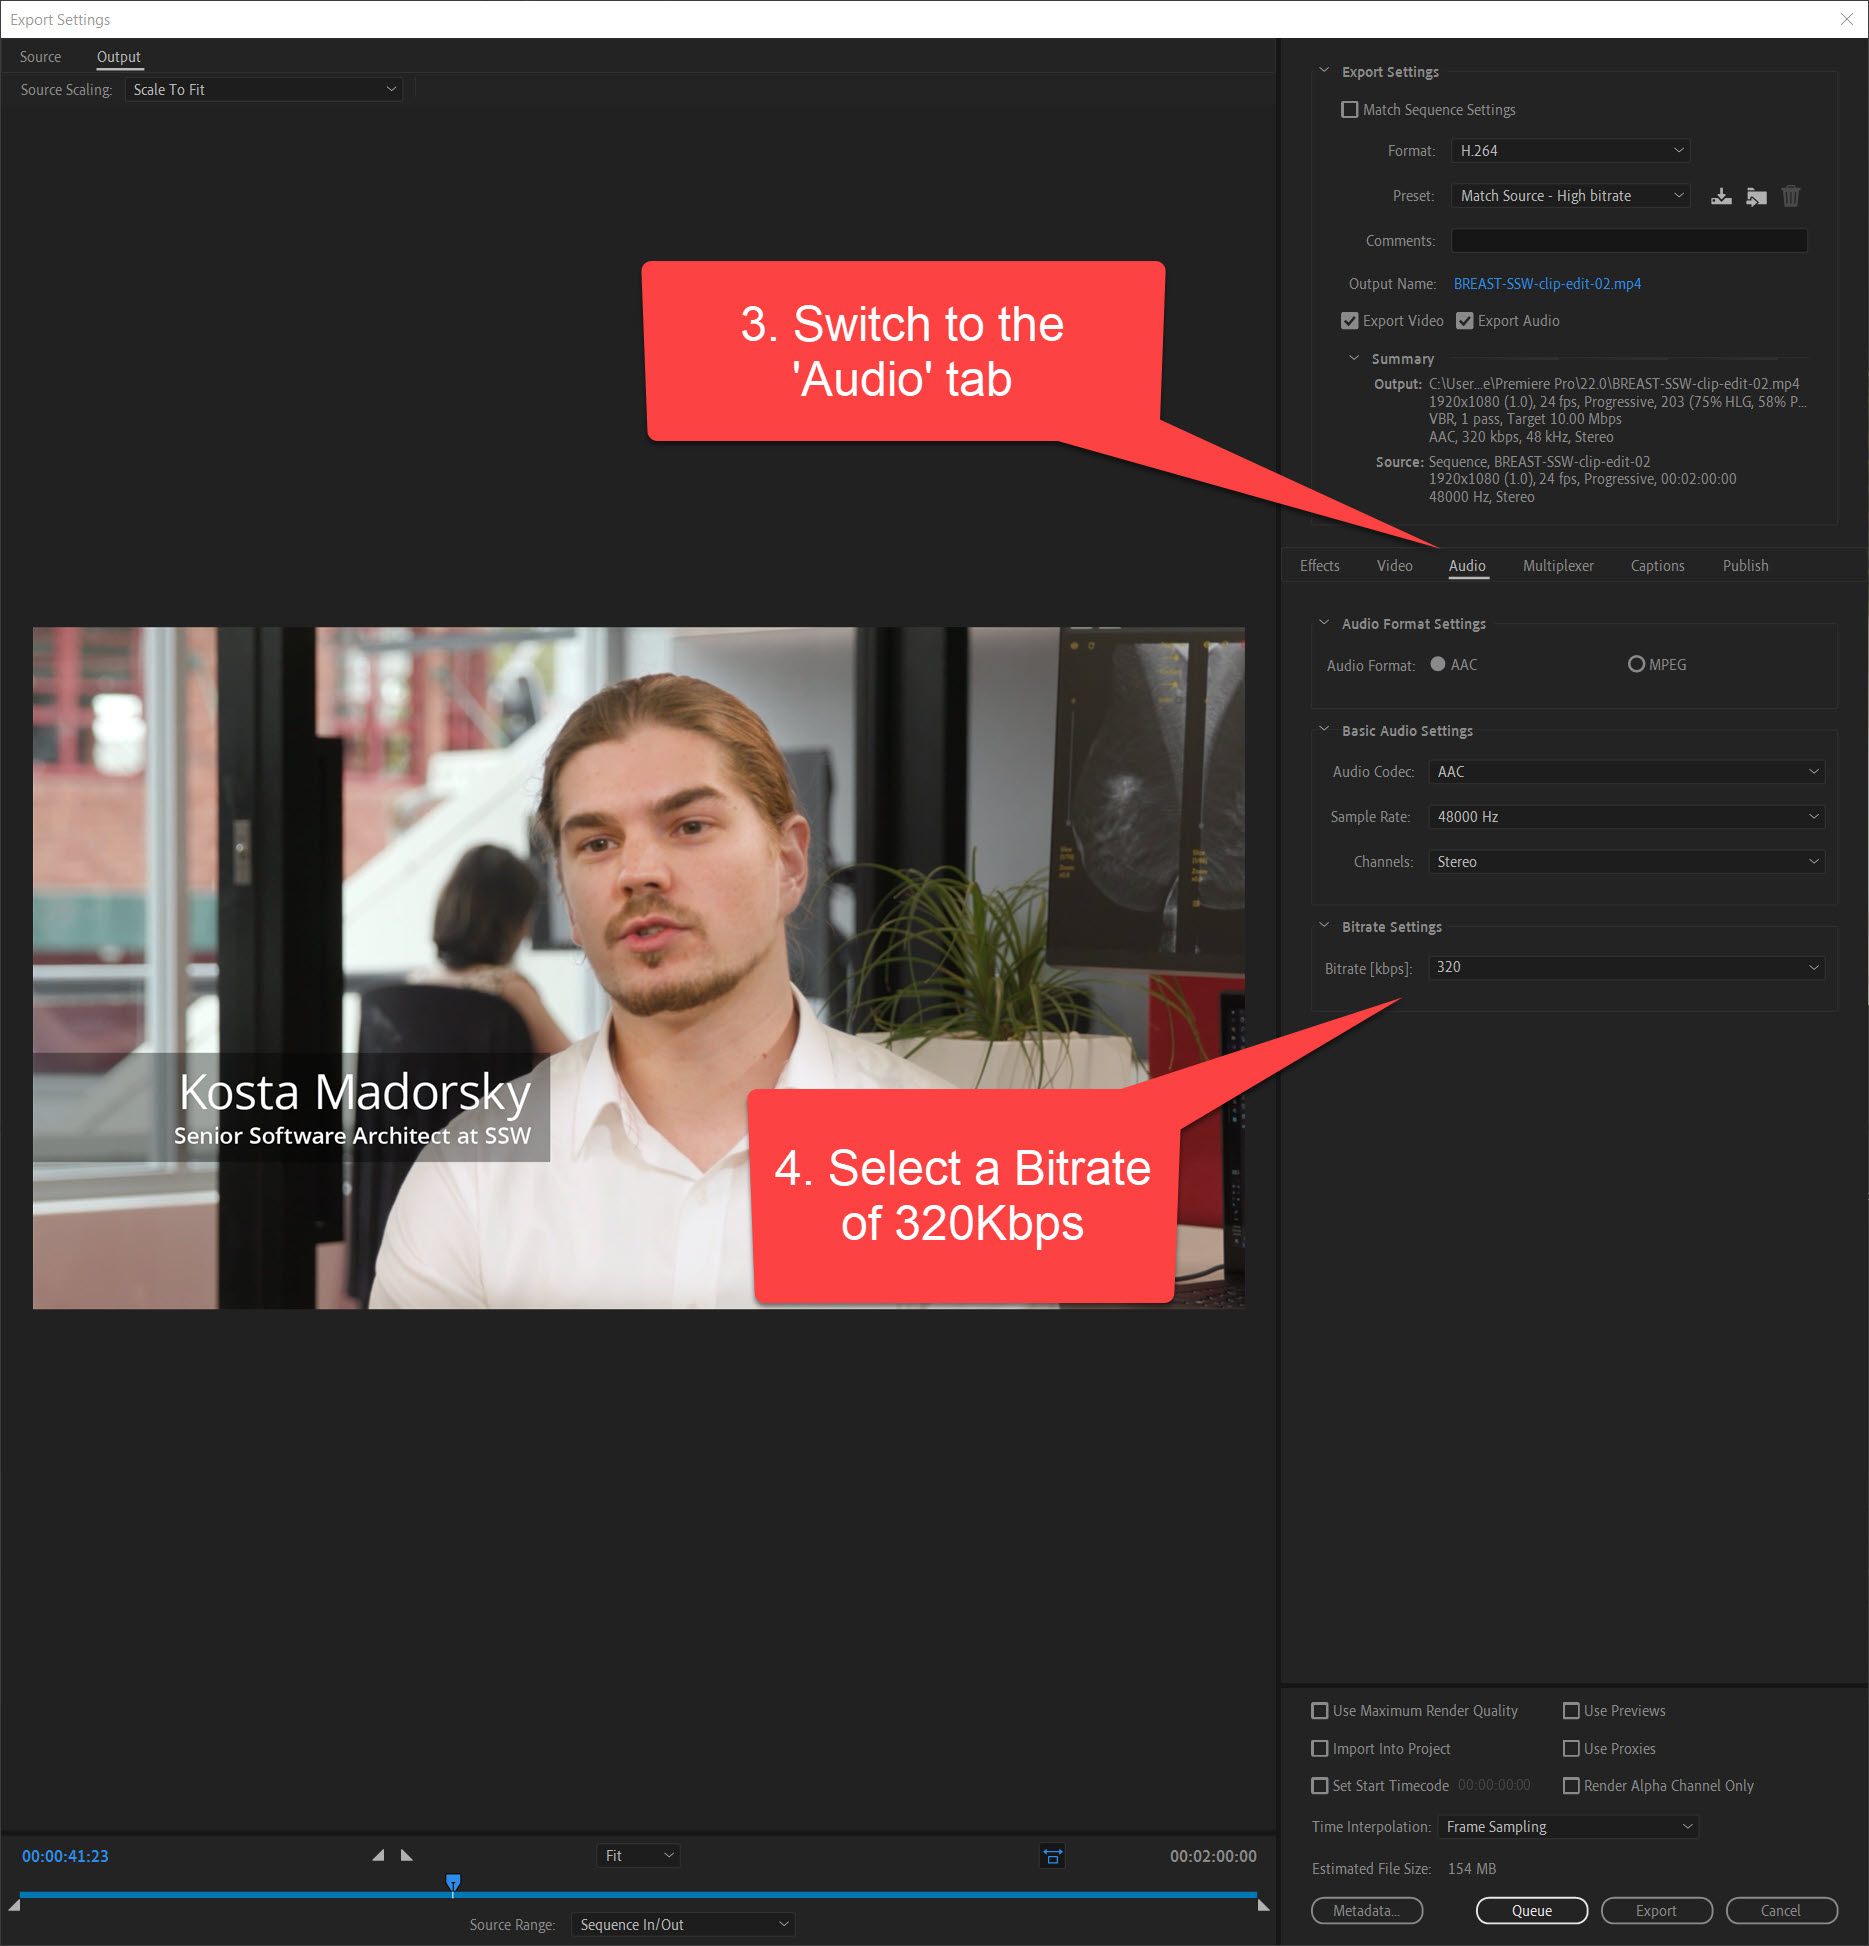 Export Settings
Source Output
Source Scaling: Scale To Fit
3. Switch to the
'Audio' tab
Kosta Madorsky
Senior Software Architect at SSW
4. Select a Bitrate
of 320Kbps
00:00:41:23 Fit 00:02:00:00
Source Range: Sequence In/Out
Export Settings
Match Sequence Settings
Format: H.264
Preset: Match Source - High bitrate
Comments:
Output Name: BREAST-SSW-clip-edit-02.mp4
Export Video Export Audio
Summary
Output: C:\User...e\Premiere Pro\22.0\BREAST-SSW-clip-edit-02.mp4
1920x1080 (1.0), 24 fps, Progressive, 203 (75% HLG, 58% P...
VBR, 1 pass, Target 10.00 Mbps
AAC, 320 kbps, 48 kHz, Stereo
Source: Sequence, BREAST-SSW-clip-edit-02
1920x1080 (1.0), 24 fps, Progressive, 00:02:00:00
48000 Hz, Stereo
Effects Video Audio Multiplexer Captions Publish
Audio Format Settings
Audio Format: AAC MPEG
Basic Audio Settings
Audio Codec: AAC
Sample Rate: 48000 Hz
Channels: Stereo
Bitrate Settings
Bitrate [kbps]: 320
Use Maximum Render Quality Use Previews
Import Into Project Use Proxies
Set Start Timecode 00:00:00:00 Render Alpha Channel Only
Time Interpolation: Frame Sampling
Estimated File Size: 154 MB
Metadata... Queue Export Cancel